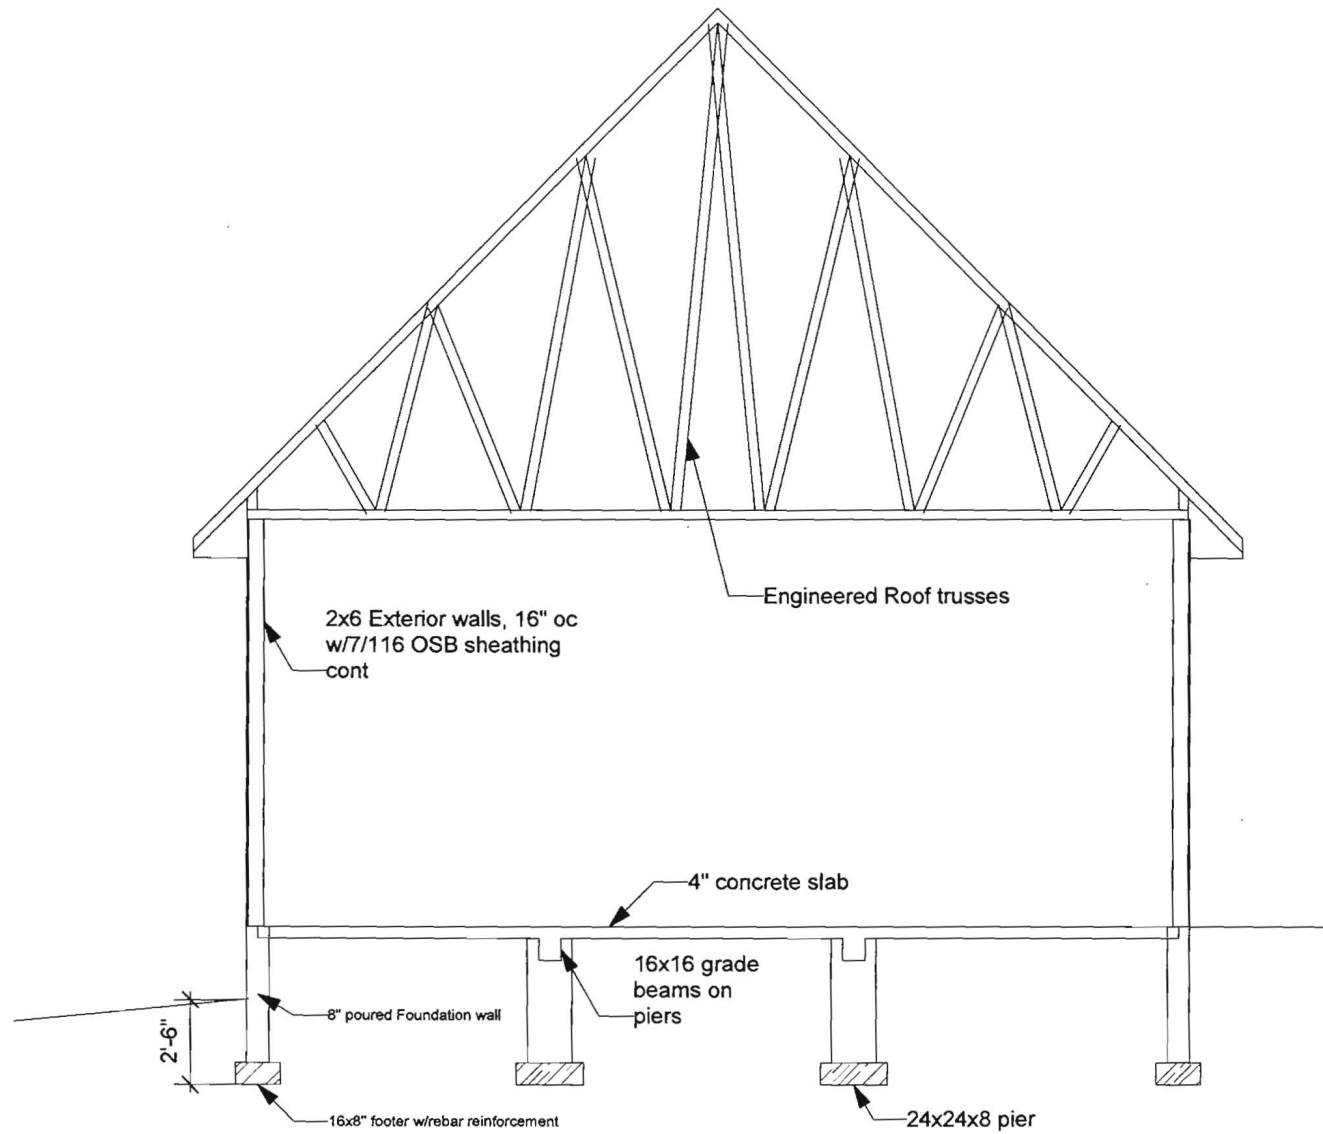 Engineered Roof trusses
2x6 Exterior walls, 16" oc
w/7/116 OSB sheathing
cont
4" concrete slab
16x16 grade
beams on
piers
8" poured Foundation wall
2'-6"
16x8" footer w/rebar reinforcement
24x24x8 pier